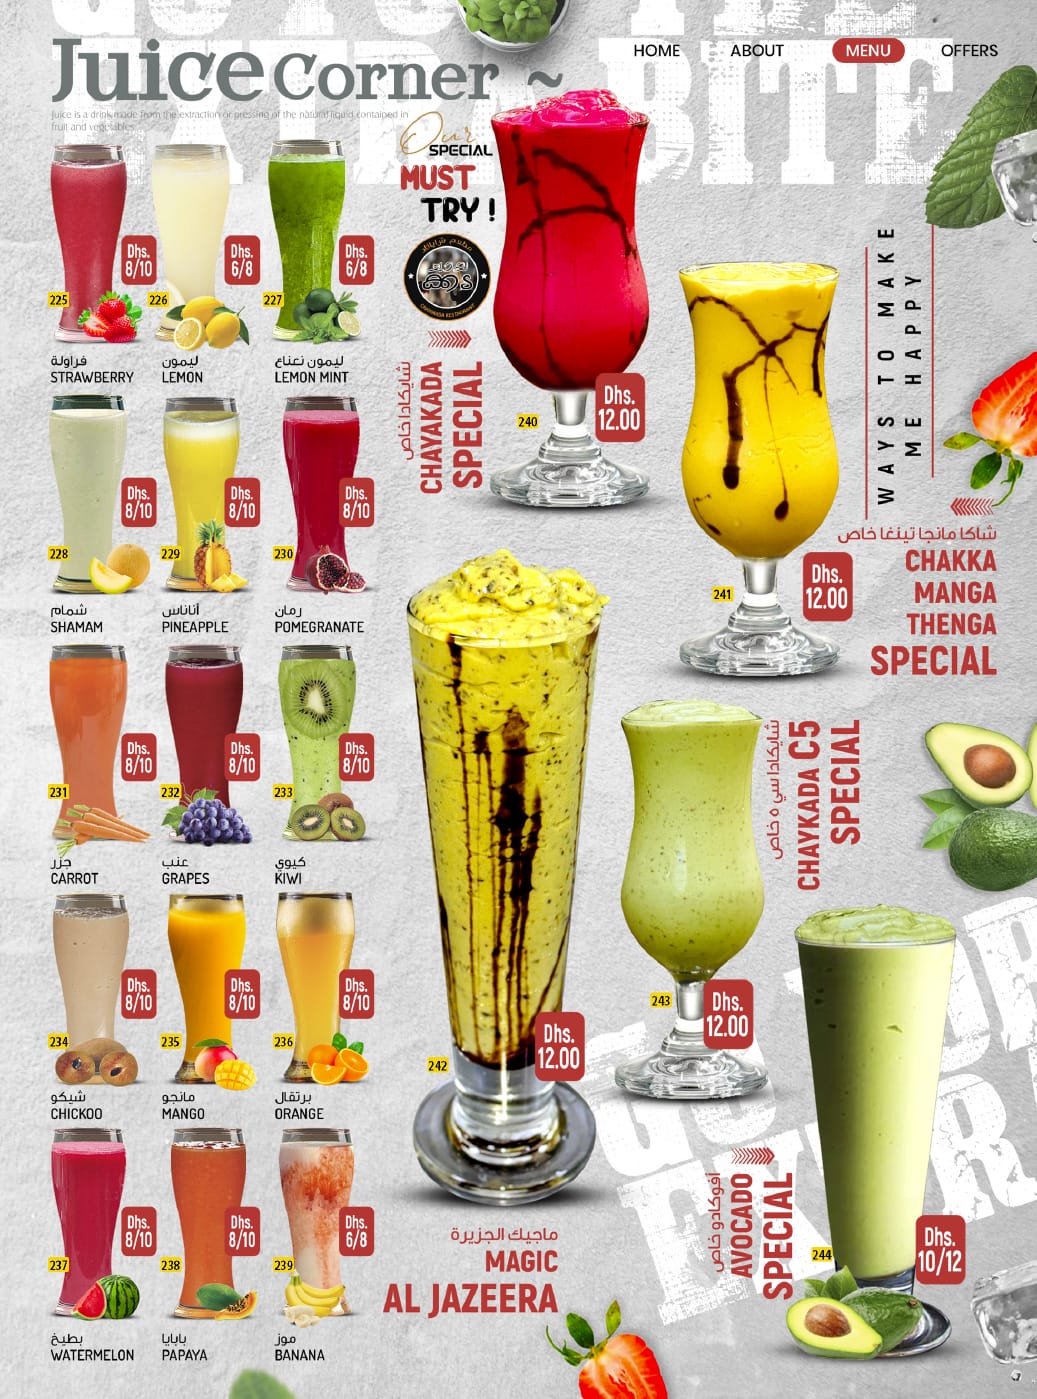 HOME ABOUT MENU OFFERS
Juice Corner ~
Juice is a drink made from the extraction or pressing of the natural liquid contained in
fruit and vegetables
Our
SPECIAL
MUST
TRY !
Dhs.
8/10
225
فراولة
STRAWBERRY
Dhs.
6/8
226
ليمون
LEMON
Dhs.
6/8
227
ليمون نعناع
LEMON MINT
Dhs.
8/10
228
شمام
SHAMAM
Dhs.
8/10
229
أناناس
PINEAPPLE
Dhs.
8/10
230
رمان
POMEGRANATE
Dhs.
8/10
231
جزر
CARROT
Dhs.
8/10
232
عنب
GRAPES
Dhs.
8/10
233
كيوي
KIWI
Dhs.
8/10
234
شيكو
CHICKOO
Dhs.
8/10
235
مانجو
MANGO
Dhs.
8/10
236
برتقال
ORANGE
Dhs.
8/10
237
بطيخ
WATERMELON
Dhs.
8/10
238
بابايا
PAPAYA
Dhs.
6/8
239
موز
BANANA
شايكادا خاص
CHAYAKADA
SPECIAL
240
Dhs.
12.00
WAYS TO MAKE
ME HAPPY
241
Dhs.
12.00
شاكا مانجا تينغا خاص
CHAKKA
MANGA
THENGA
SPECIAL
242
Dhs.
12.00
ماجيك الجزيرة
MAGIC
AL JAZEERA
شايكادا سي ٥ خاص
CHAYKADA C5
SPECIAL
243
Dhs.
12.00
أفوكادو خاص
AVOCADO
SPECIAL
244
Dhs.
10/12